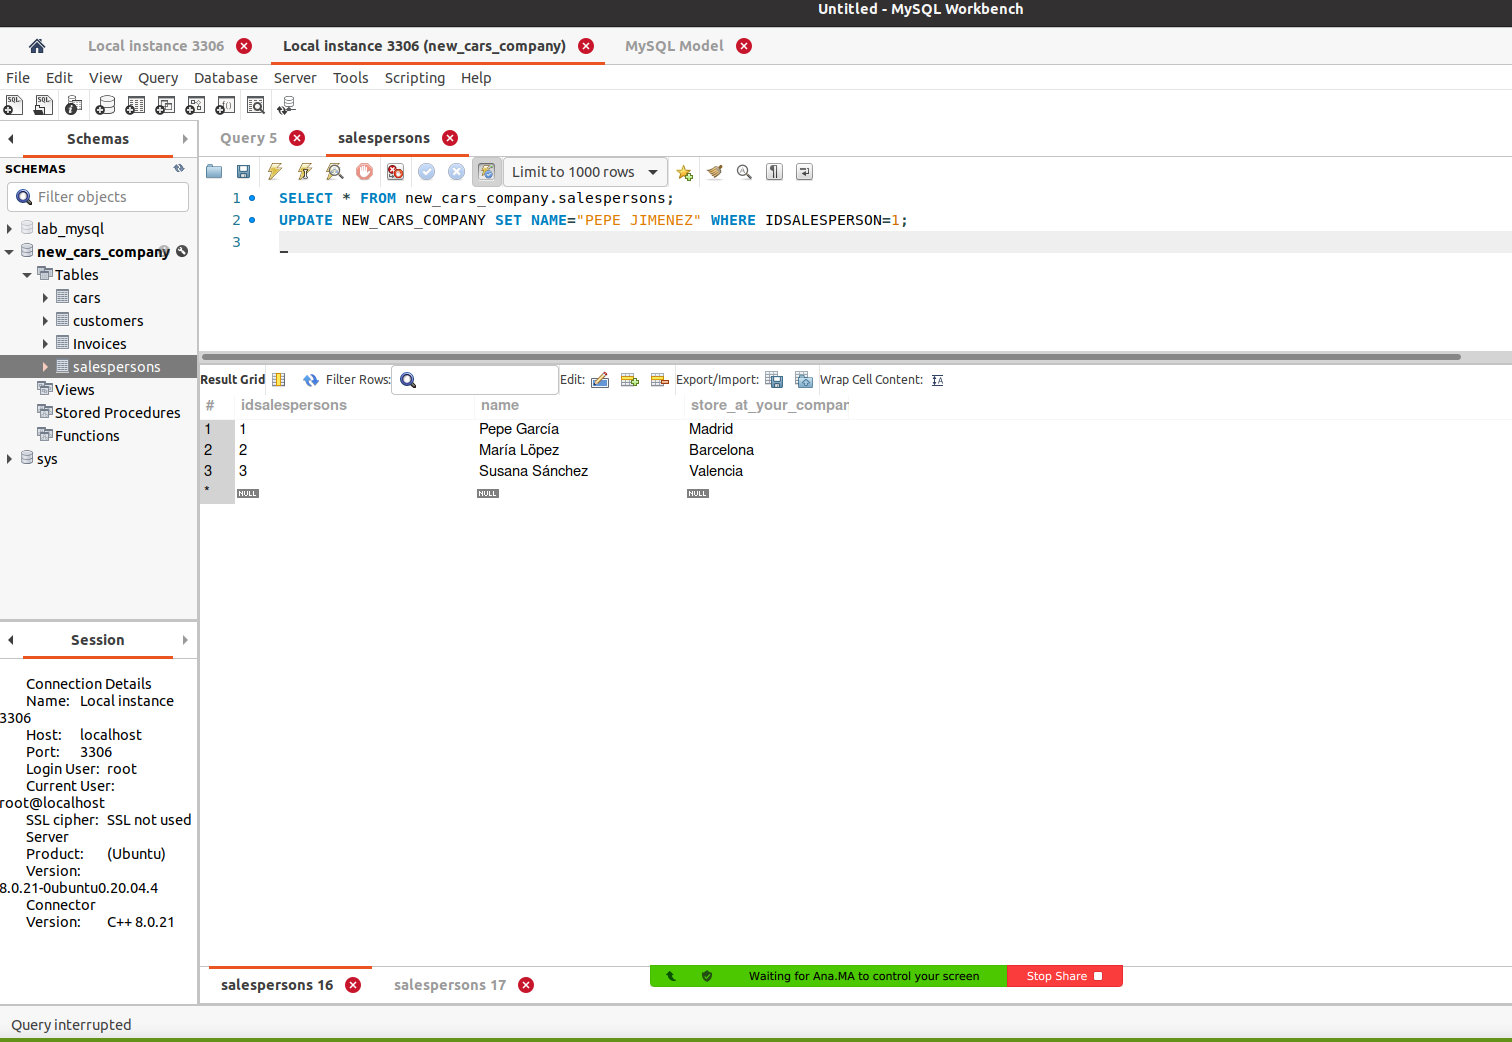 Untitled - MySQL Workbench
Local instance 3306
Local instance 3306 (new_cars_company)
MySQL Model
File Edit View Query Database Server Tools Scripting Help
Schemas
SCHEMAS
Filter objects
lab_mysql
new_cars_company
Tables
cars
customers
Invoices
salespersons
Views
Stored Procedures
Functions
sys
Query 5
salespersons
Limit to 1000 rows
1 SELECT * FROM new_cars_company.salespersons;
2 UPDATE NEW_CARS_COMPANY SET NAME="PEPE JIMENEZ" WHERE IDSALESPERSON=1;
3
Result Grid Filter Rows: Edit: Export/Import: Wrap Cell Content:
# idsalespersons name store_at_your_compan
1 1 Pepe García Madrid
2 2 María Löpez Barcelona
3 3 Susana Sánchez Valencia
* NULL NULL NULL
Session
Connection Details
Name: Local instance
3306
Host: localhost
Port: 3306
Login User: root
Current User:
root@localhost
SSL cipher: SSL not used
Server
Product: (Ubuntu)
Version:
8.0.21-0ubuntu0.20.04.4
Connector
Version: C++ 8.0.21
salespersons 16
salespersons 17
Waiting for Ana.MA to control your screen
Stop Share
Query interrupted